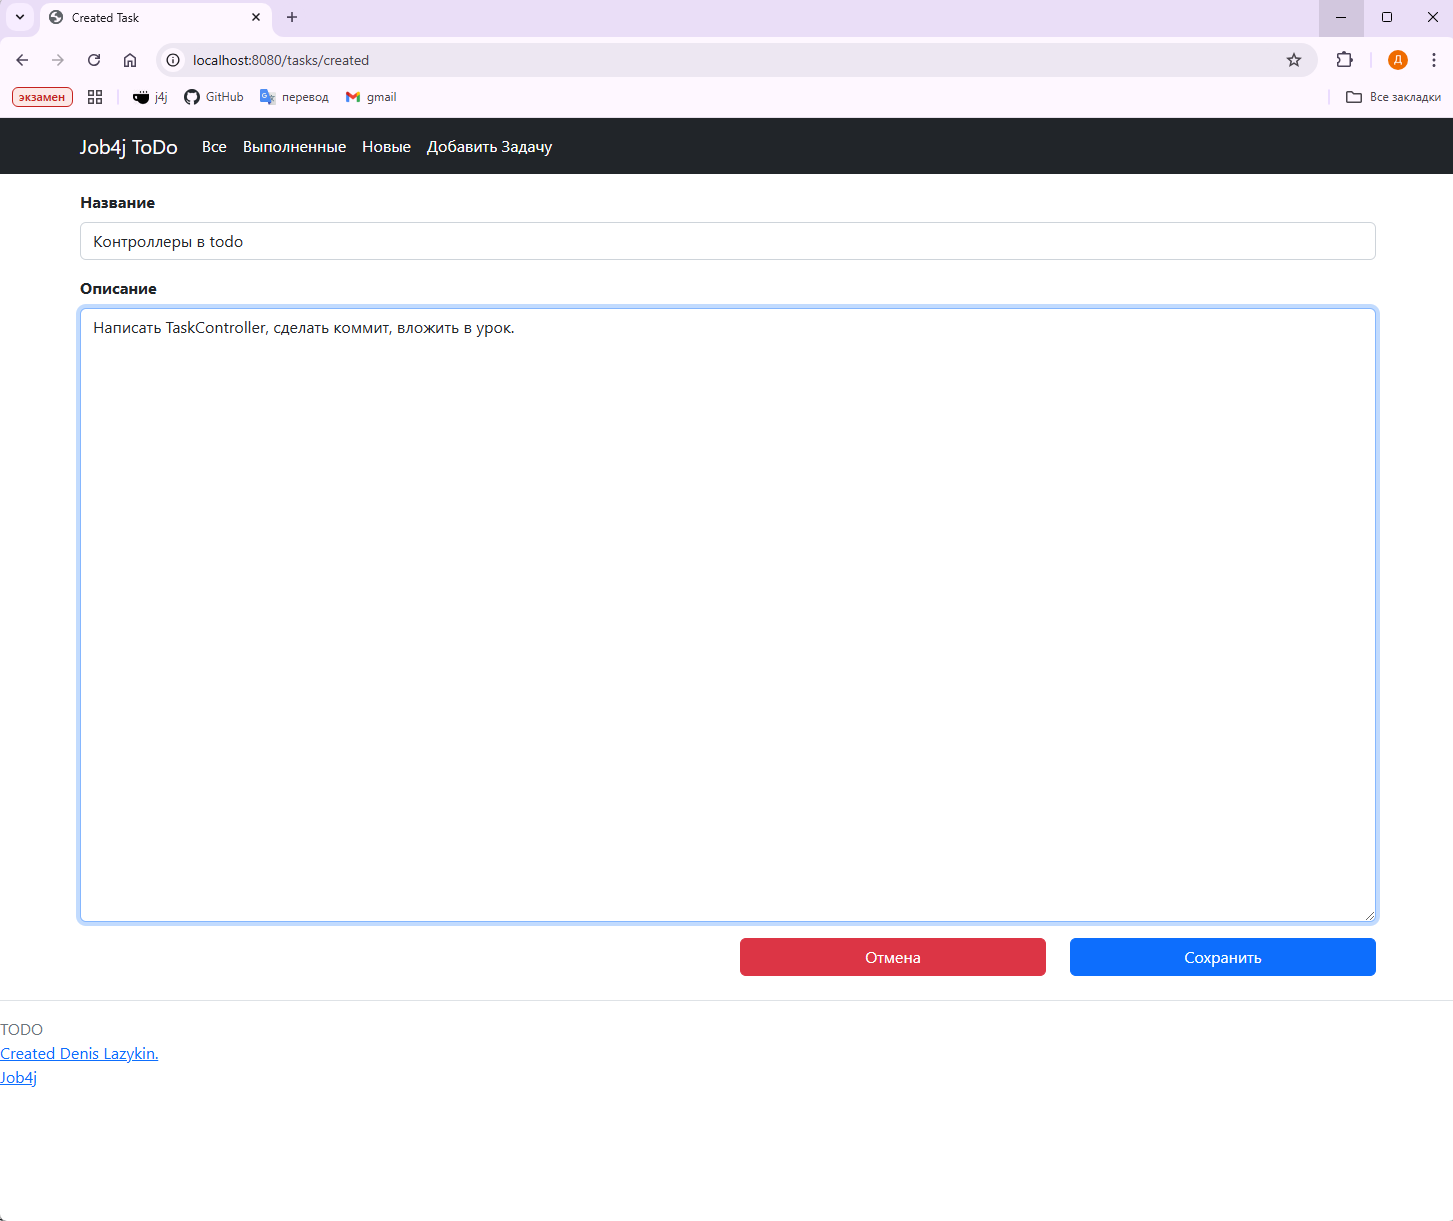 Created Task
localhost:8080/tasks/created
Д
экзамен
j4j
GitHub
перевод
gmail
Все закладки
Job4j ToDo
Все
Выполненные
Новые
Добавить Задачу
Название
Контроллеры в todo
Описание
Написать TaskController, сделать коммит, вложить в урок.
Отмена
Сохранить
TODO
Created Denis Lazykin.
Job4j